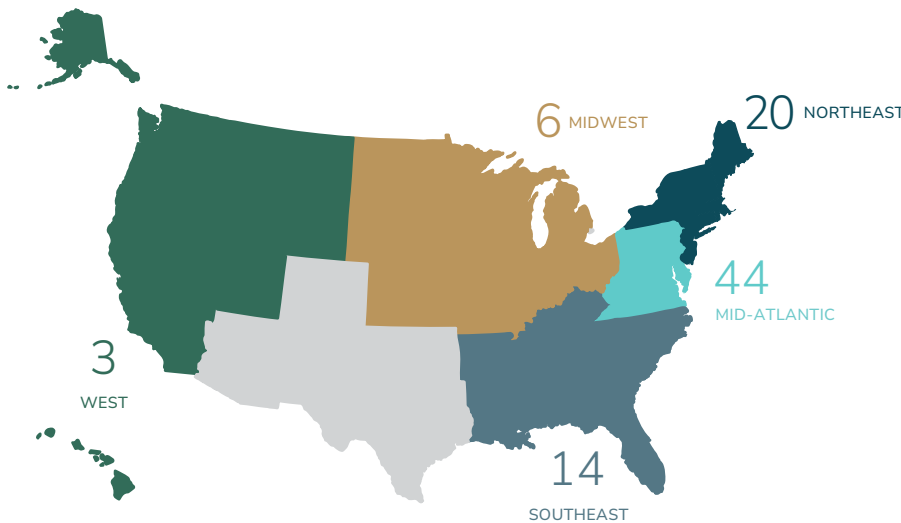 6 MIDWEST
20 NORTHEAST
44
MID-ATLANTIC
3
WEST
14
SOUTHEAST